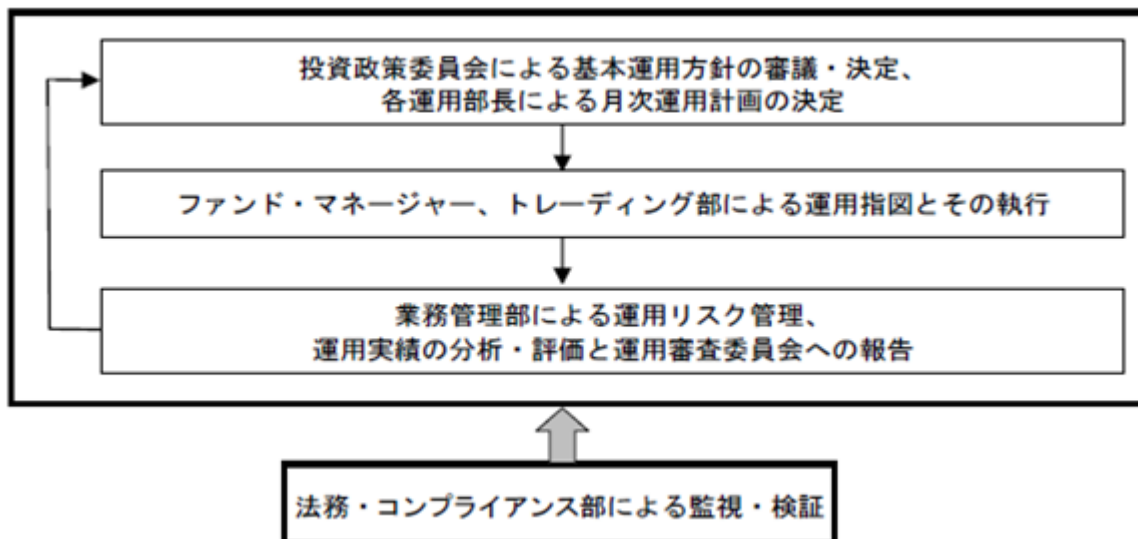 投資政策委員会による基本運用方針の審議・決定、
各運用部長による月次運用計画の決定
ファンド・マネージャー、トレーディング部による運用指図とその執行
業務管理部による運用リスク管理、
運用実績の分析・評価と運用審査委員会への報告
法務・コンプライアンス部による監視・検証